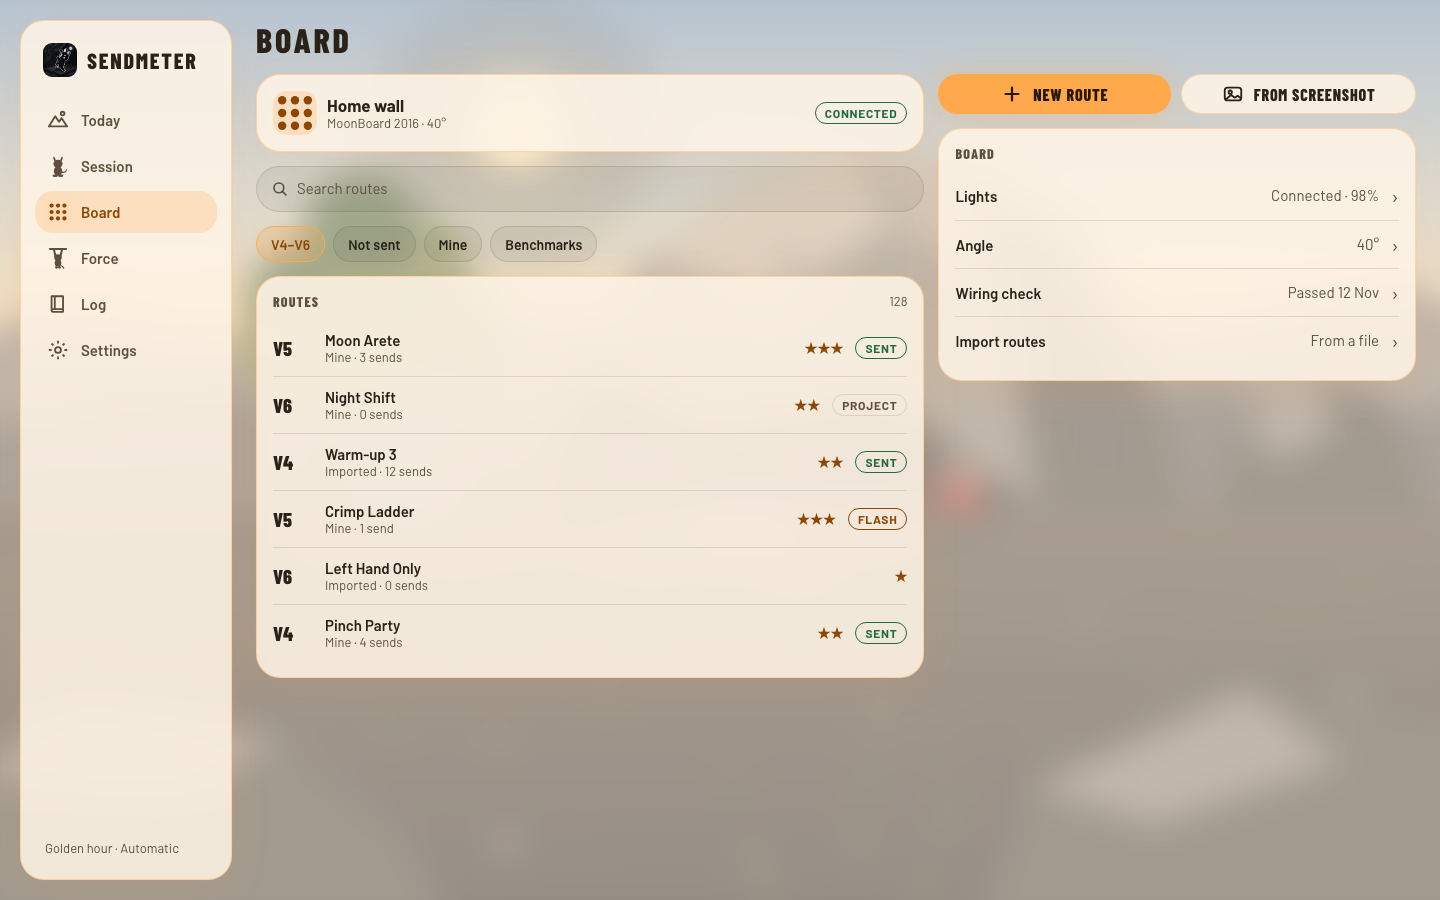 SENDMETER
Today
Session
Board
Force
Log
Settings
Golden hour · Automatic
BOARD
Home wall
MoonBoard 2016 · 40°
CONNECTED
Search routes
V4–V6
Not sent
Mine
Benchmarks
ROUTES
128
V5
Moon Arete
Mine · 3 sends
★★★
SENT
V6
Night Shift
Mine · 0 sends
★★
PROJECT
V4
Warm-up 3
Imported · 12 sends
★★
SENT
V5
Crimp Ladder
Mine · 1 send
★★★
FLASH
V6
Left Hand Only
Imported · 0 sends
★
V4
Pinch Party
Mine · 4 sends
★★
SENT
NEW ROUTE
FROM SCREENSHOT
BOARD
Lights
Connected · 98% ›
Angle
40° ›
Wiring check
Passed 12 Nov ›
Import routes
From a file ›